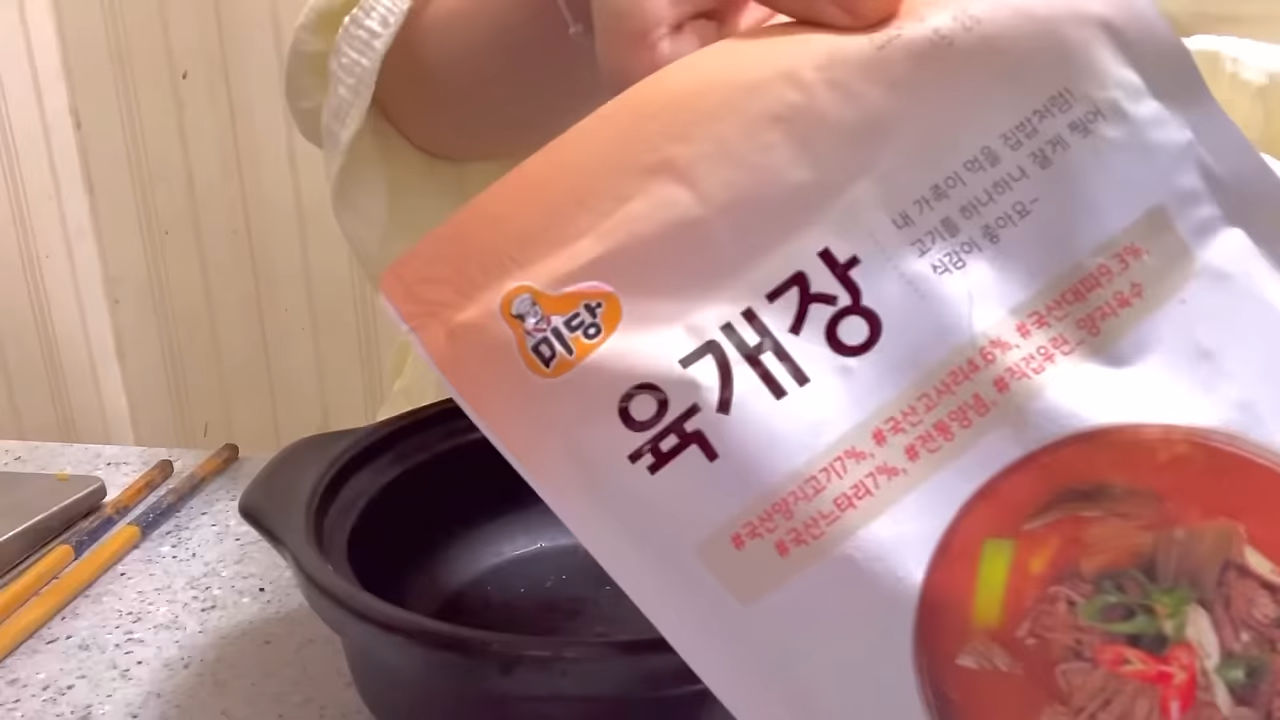 내 가족이 먹을 집밥처럼!
고기를 하나하나 잘게 찢어
식감이 좋아요~
미당
육개장
#국산양지고기7%, #국산고사리4.6%, #국산대파9.3%,
#국산느타리7%, #전통양념, #직접우린_양지육수